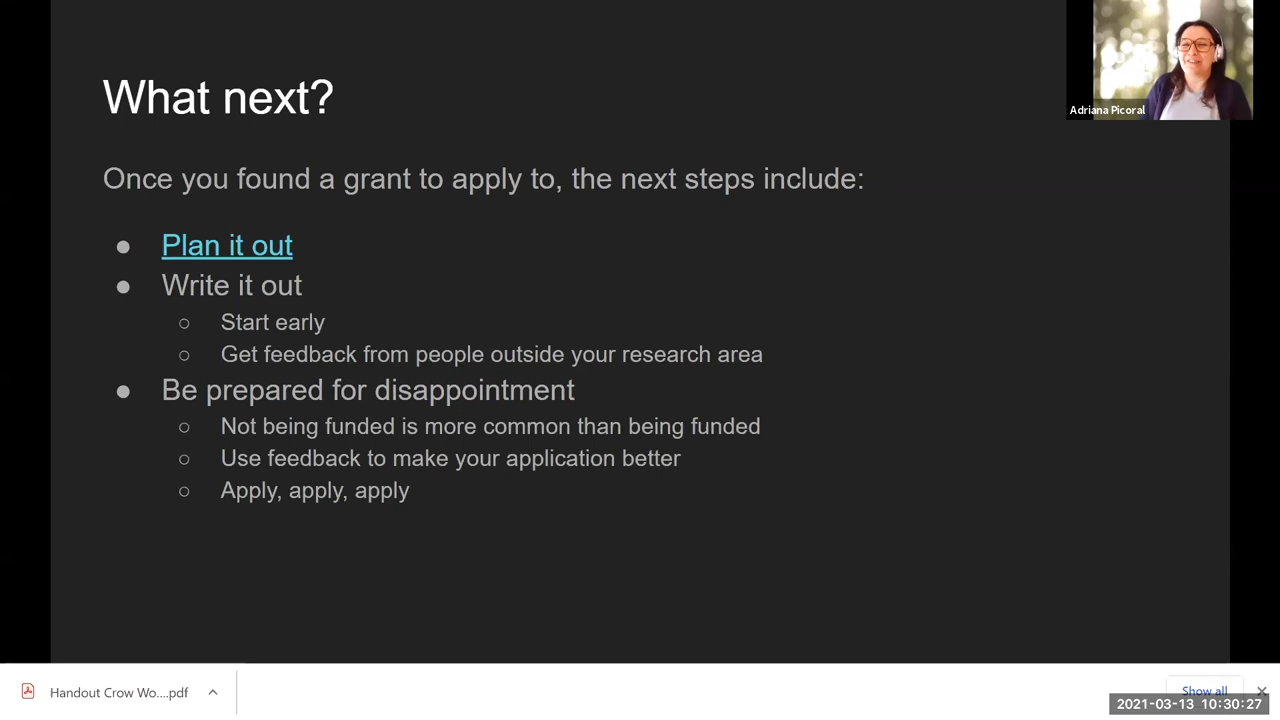 What next?
Adriana Picoral
Once you found a grant to apply to, the next steps include:
● Plan it out
● Write it out
○ Start early
○ Get feedback from people outside your research area
● Be prepared for disappointment
○ Not being funded is more common than being funded
○ Use feedback to make your application better
○ Apply, apply, apply
Handout Crow Wo....pdf
Show all
2021-03-13 10:30:27